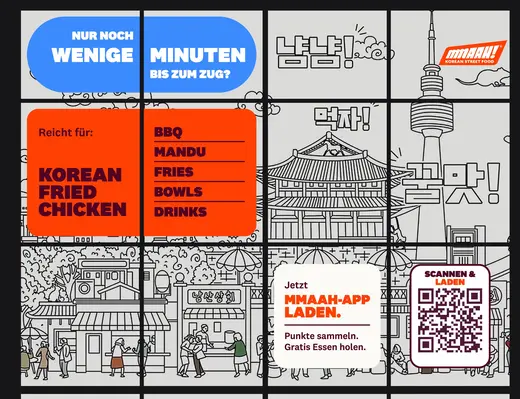 NUR NOCH
WENIGE MINUTEN
BIS ZUM ZUG?
냠냠!
MMAAH!
KOREAN STREET FOOD
먹자!
꿀맛!
Reicht für:
KOREAN
FRIED
CHICKEN
BBQ
MANDU
FRIES
BOWLS
DRINKS
Jetzt
MMAAH-APP
LADEN.
Punkte sammeln.
Gratis Essen holen.
SCANNEN &
LADEN